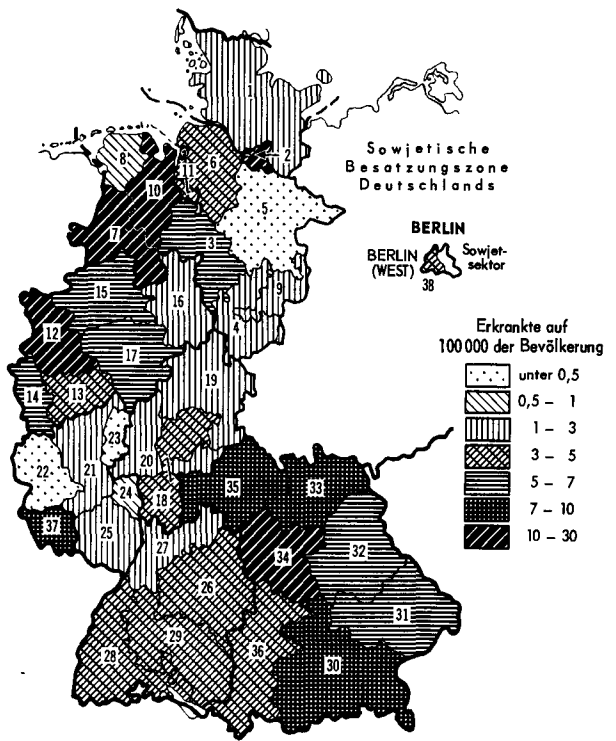 1
2
8
6
11
10
5
7
3
15
16
9
4
12
17
19
14
13
23
22
21
20
24
18
35
33
37
25
27
34
32
26
31
29
28
36
30
Sowjetische
Besatzungszone
Deutschlands
BERLIN
BERLIN
(WEST)
Sowjet-
sektor
38
Erkrankte auf
100 000 der Bevölkerung
unter 0,5
0,5 – 1
1 – 3
3 – 5
5 – 7
7 – 10
10 – 30